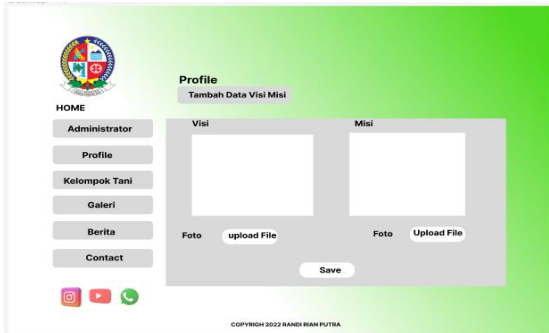 HOME
Administrator
Profile
Kelompok Tani
Galeri
Berita
Contact
Profile
Tambah Data Visi Misi
Visi
Misi
Foto
upload File
Foto
Upload File
Save
COPYRIGH 2022 RANDI RIAN PUTRA